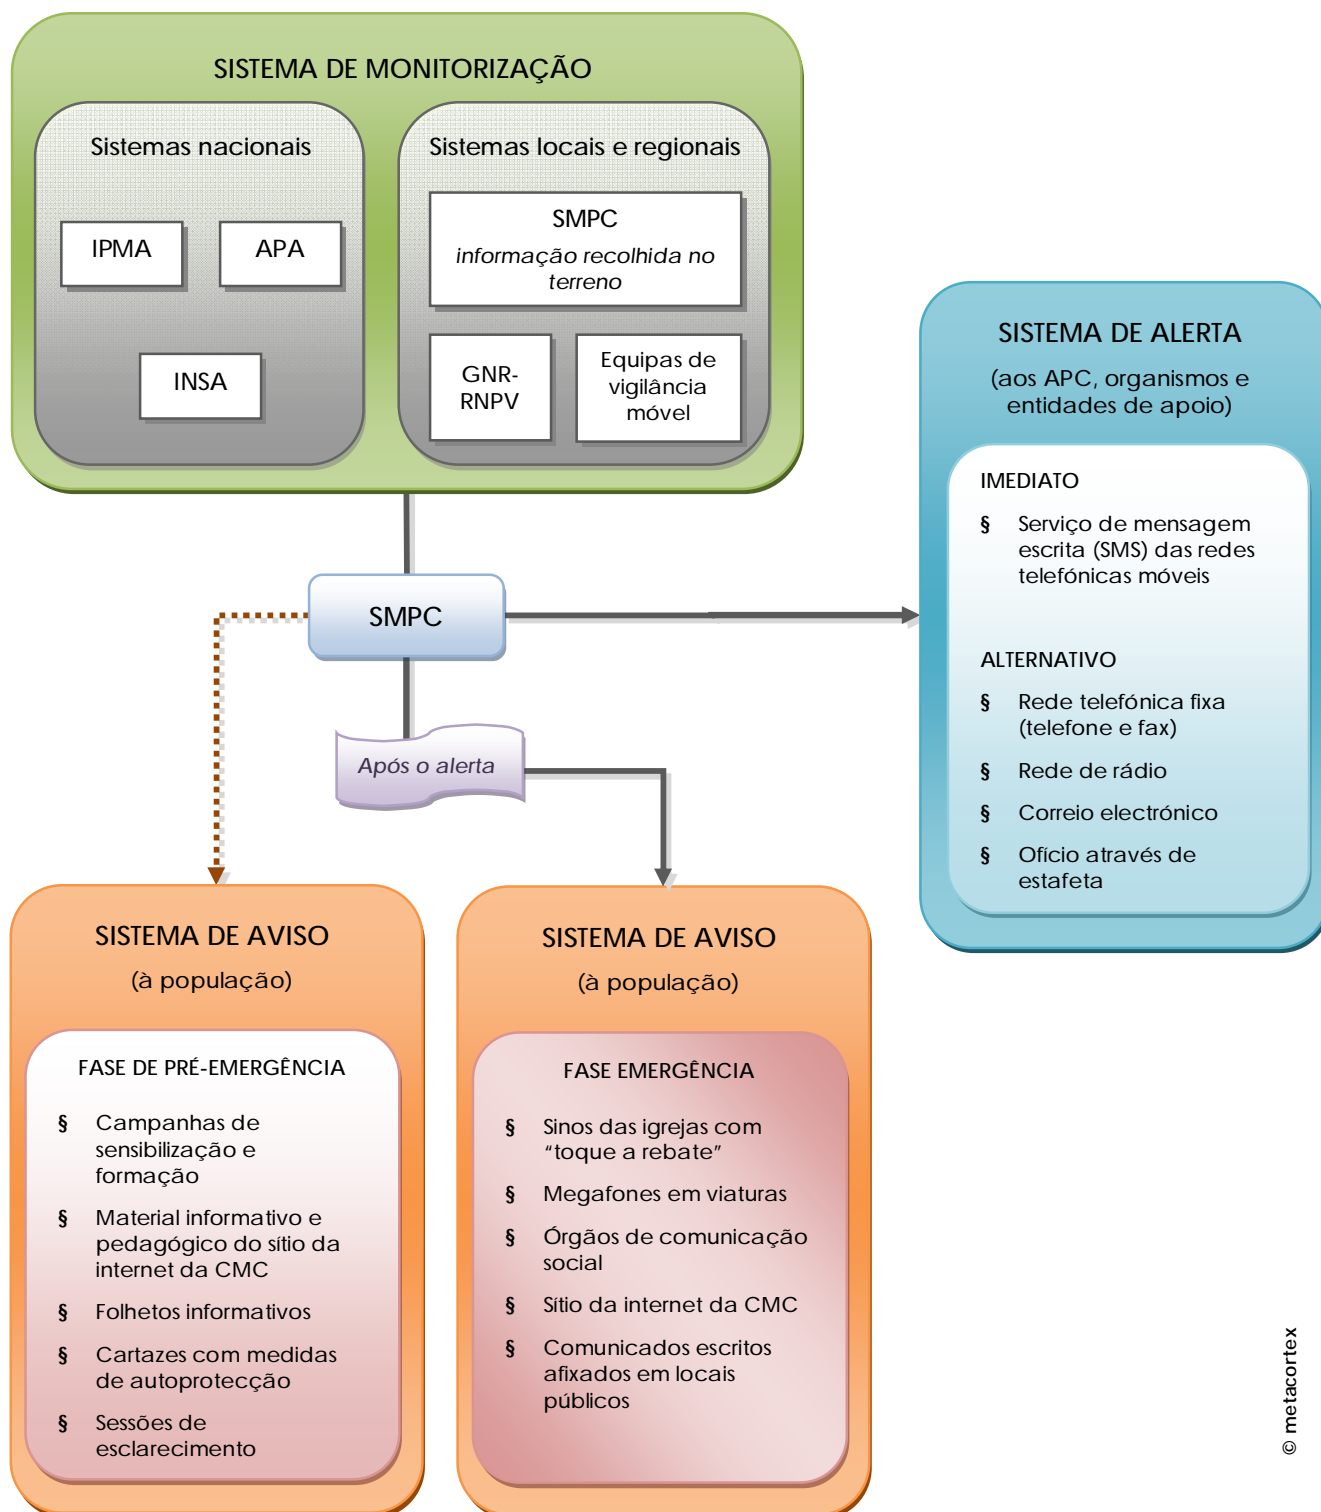 SISTEMA DE MONITORIZAÇÃO
Sistemas nacionais
IPMA
APA
INSA
Sistemas locais e regionais
SMPC
informação recolhida no
terreno
GNR-
RNPV
Equipas de
vigilância
móvel
SISTEMA DE ALERTA
(aos APC, organismos e
entidades de apoio)
IMEDIATO
§ Serviço de mensagem
escrita (SMS) das redes
telefónicas móveis
ALTERNATIVO
§ Rede telefónica fixa
(telefone e fax)
§ Rede de rádio
§ Correio electrónico
§ Ofício através de
estafeta
SMPC
Após o alerta
SISTEMA DE AVISO
(à população)
FASE DE PRÉ-EMERGÊNCIA
§ Campanhas de
sensibilização e
formação
§ Material informativo e
pedagógico do sítio da
internet da CMC
§ Folhetos informativos
§ Cartazes com medidas
de autoprotecção
§ Sessões de
esclarecimento
SISTEMA DE AVISO
(à população)
FASE EMERGÊNCIA
§ Sinos das igrejas com
“toque a rebate”
§ Megafones em viaturas
§ Órgãos de comunicação
social
§ Sítio da internet da CMC
§ Comunicados escritos
afixados em locais
públicos
© metacortex